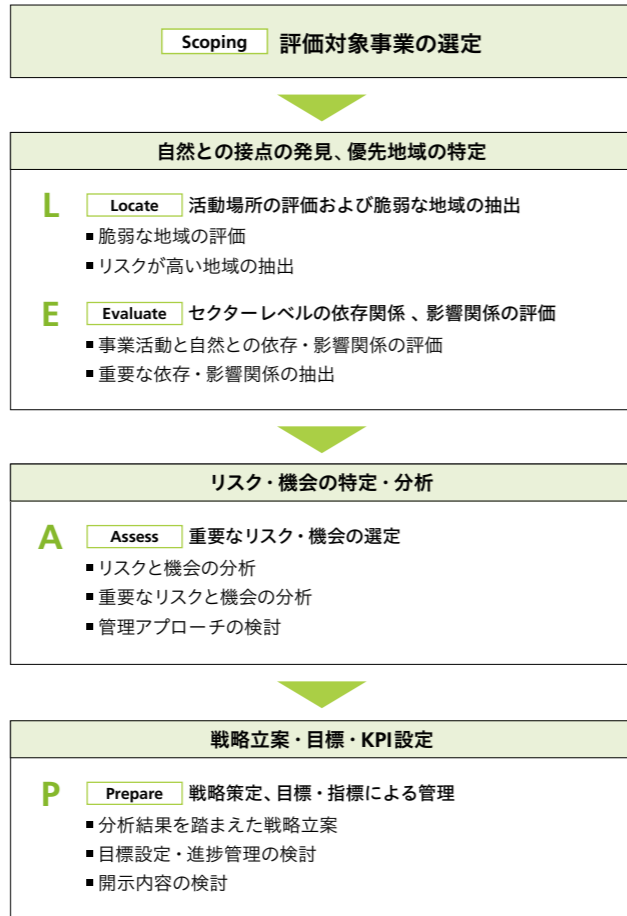 Scoping 評価対象事業の選定
自然との接点の発見、優先地域の特定
L Locate 活動場所の評価および脆弱な地域の抽出
■ 脆弱な地域の評価
■ リスクが高い地域の抽出
E Evaluate セクターレベルの依存関係、影響関係の評価
■ 事業活動と自然との依存・影響関係の評価
■ 重要な依存・影響関係の抽出
リスク・機会の特定・分析
A Assess 重要なリスク・機会の選定
■ リスクと機会の分析
■ 重要なリスクと機会の分析
■ 管理アプローチの検討
戦略立案・目標・KPI設定
P Prepare 戦略策定、目標・指標による管理
■ 分析結果を踏まえた戦略立案
■ 目標設定・進捗管理の検討
■ 開示内容の検討